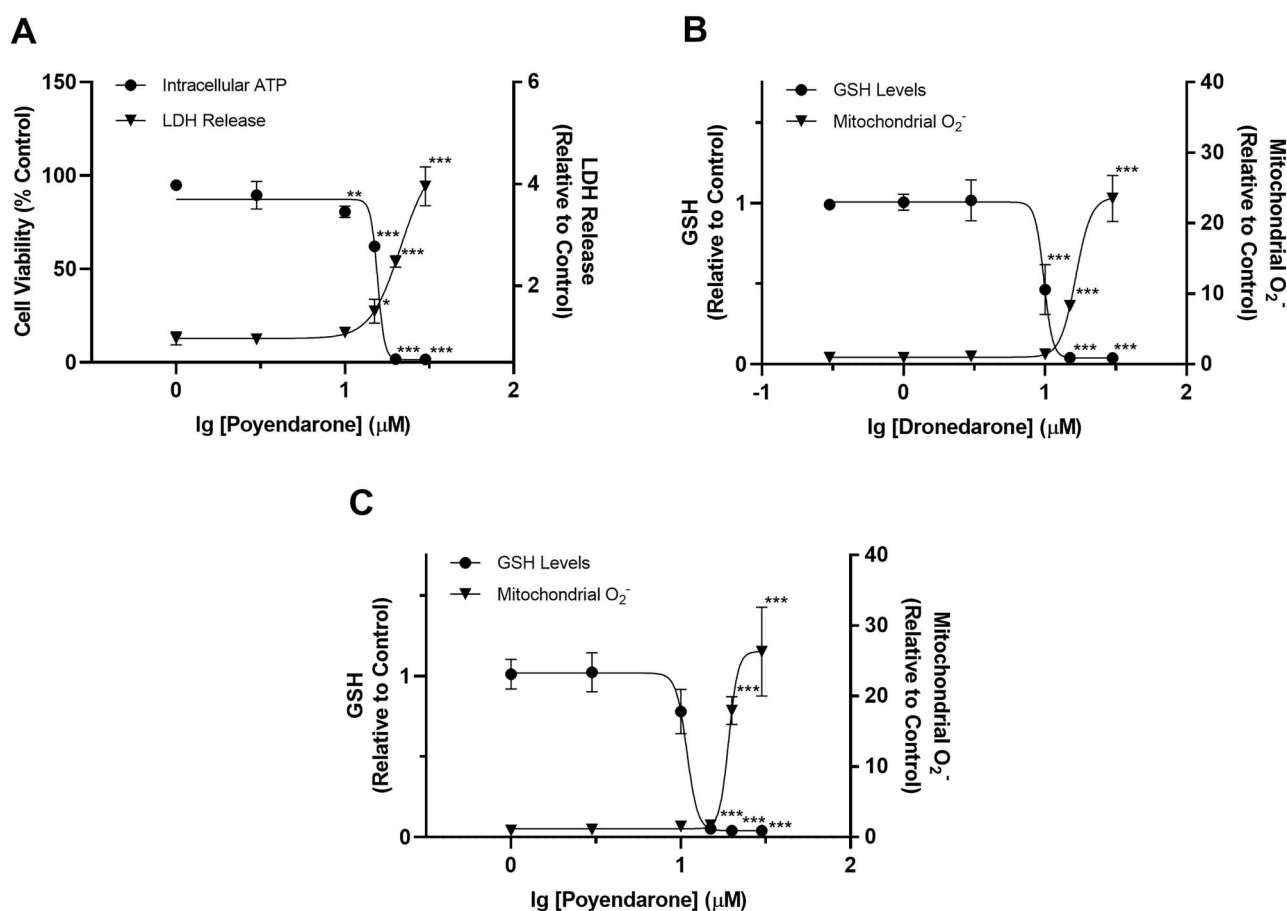 A
150
100
50
0
Cell Viability (% Control)
Intracellular ATP
LDH Release
**
***
***
***
*
***
***
6
4
2
LDH Release
(Relative to Control)
0
1
2
lg [Poyendarone] (μM)
B
1
0
GSH
(Relative to Control)
GSH Levels
Mitochondrial O₂⁻
***
***
***
***
***
40
30
20
10
0
Mitochondrial O₂⁻
(Relative to Control)
-1
0
1
2
lg [Dronedarone] (μM)
C
1
0
GSH
(Relative to Control)
GSH Levels
Mitochondrial O₂⁻
***
***
***
***
***
40
30
20
10
0
Mitochondrial O₂⁻
(Relative to Control)
0
1
2
lg [Poyendarone] (μM)